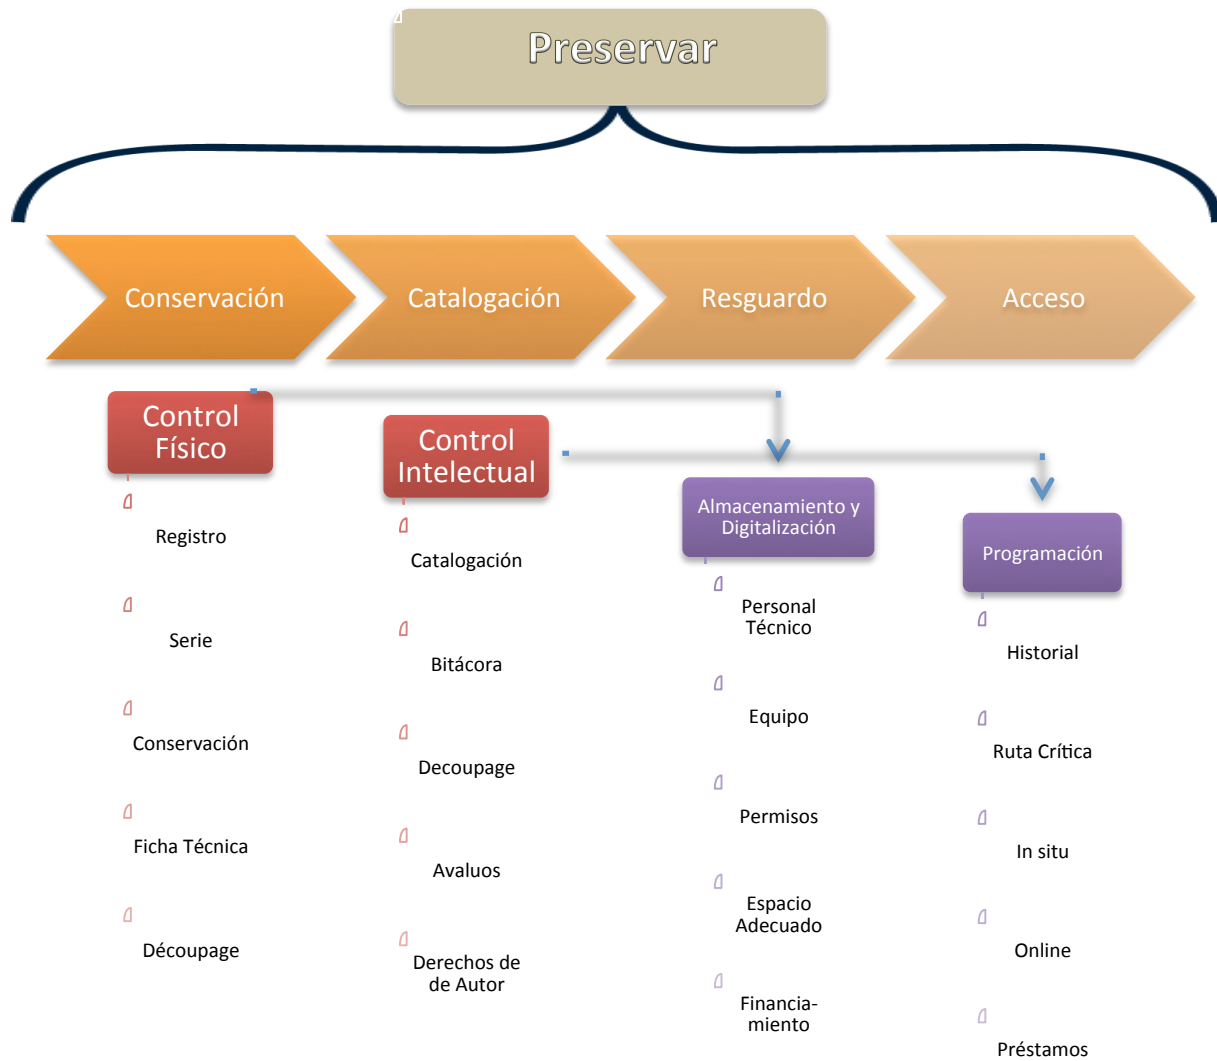 Preservar
Conservación
Catalogación
Resguardo
Acceso
Control
Físico
Registro
Serie
Conservación
Ficha Técnica
Découpage
Control
Intelectual
Catalogación
Bitácora
Decoupage
Avaluos
Derechos de
de Autor
Almacenamiento y
Digitalización
Personal
Técnico
Equipo
Permisos
Espacio
Adecuado
Financia-
miento
Programación
Historial
Ruta Crítica
In situ
Online
Préstamos